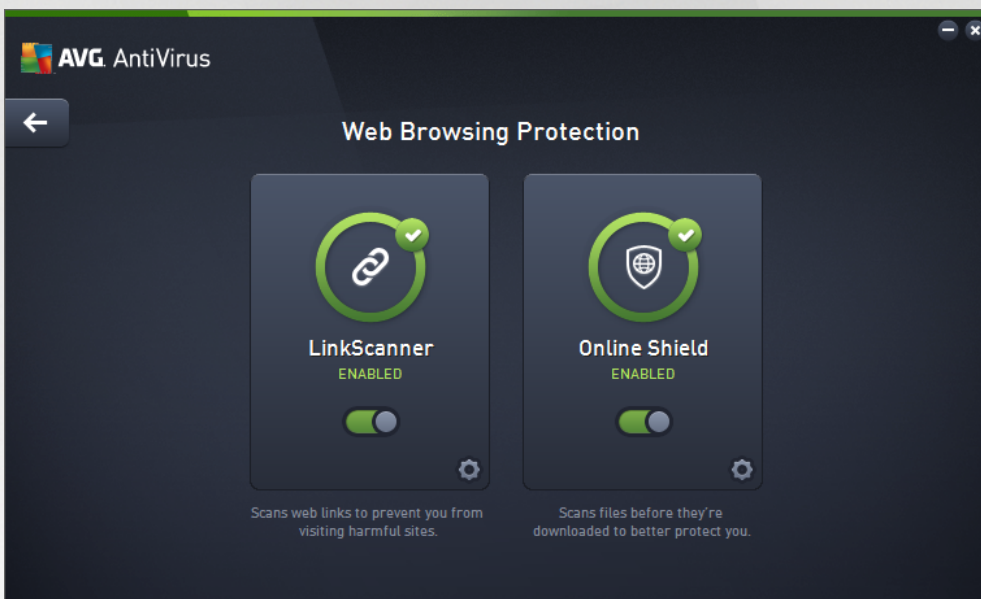 AVG. AntiVirus
Web Browsing Protection
LinkScanner
ENABLED
Scans web links to prevent you from
visiting harmful sites.
Online Shield
ENABLED
Scans files before they're
downloaded to better protect you.